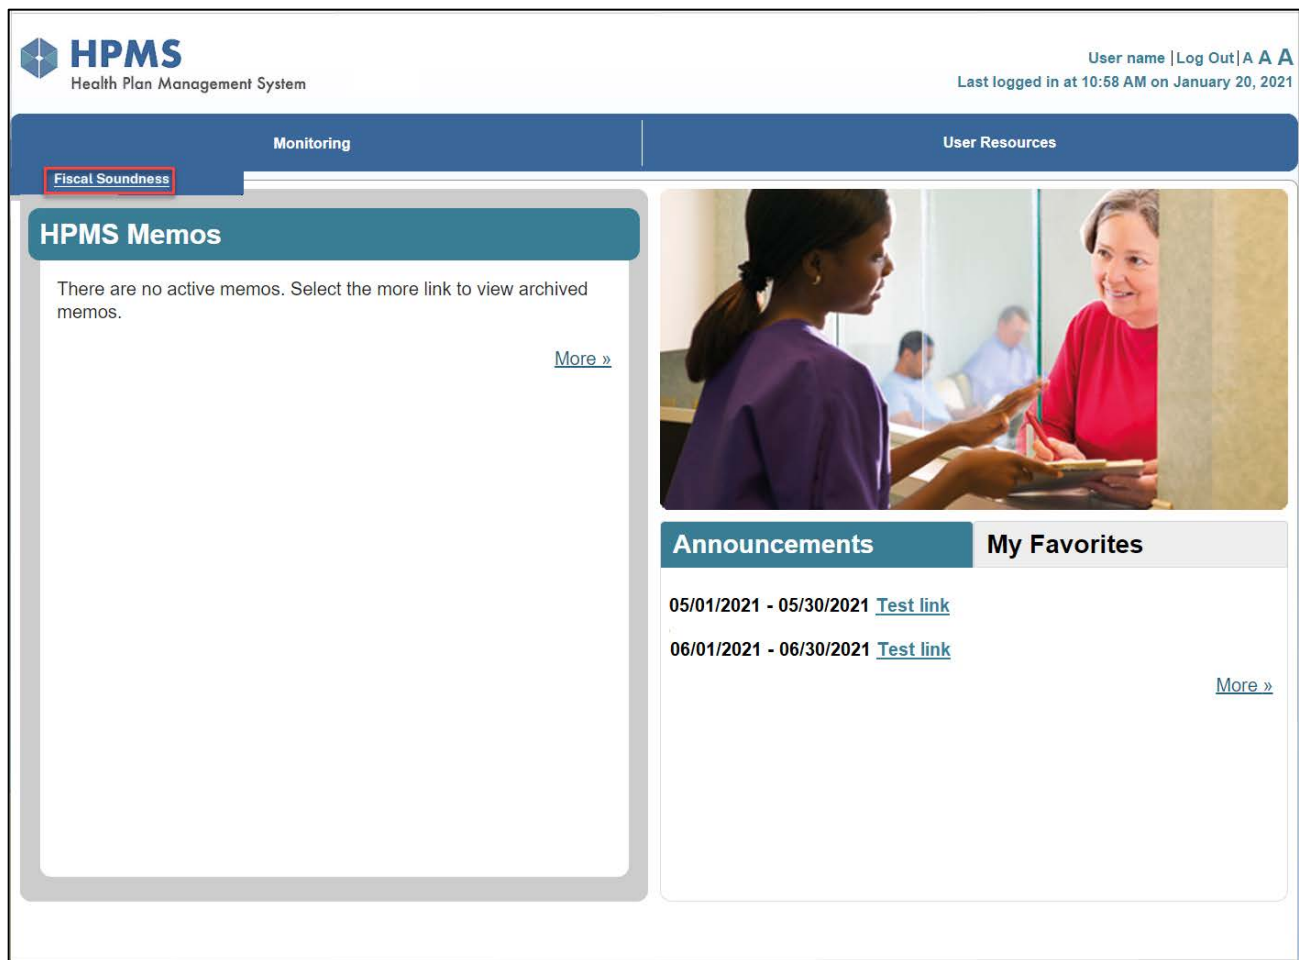 HPMS
Health Plan Management System
User name |Log Out|A A A
Last logged in at 10:58 AM on January 20, 2021
Monitoring
User Resources
Fiscal Soundness
HPMS Memos
There are no active memos. Select the more link to view archived
memos.
More »
Announcements
My Favorites
05/01/2021 - 05/30/2021 Test link
06/01/2021 - 06/30/2021 Test link
More »